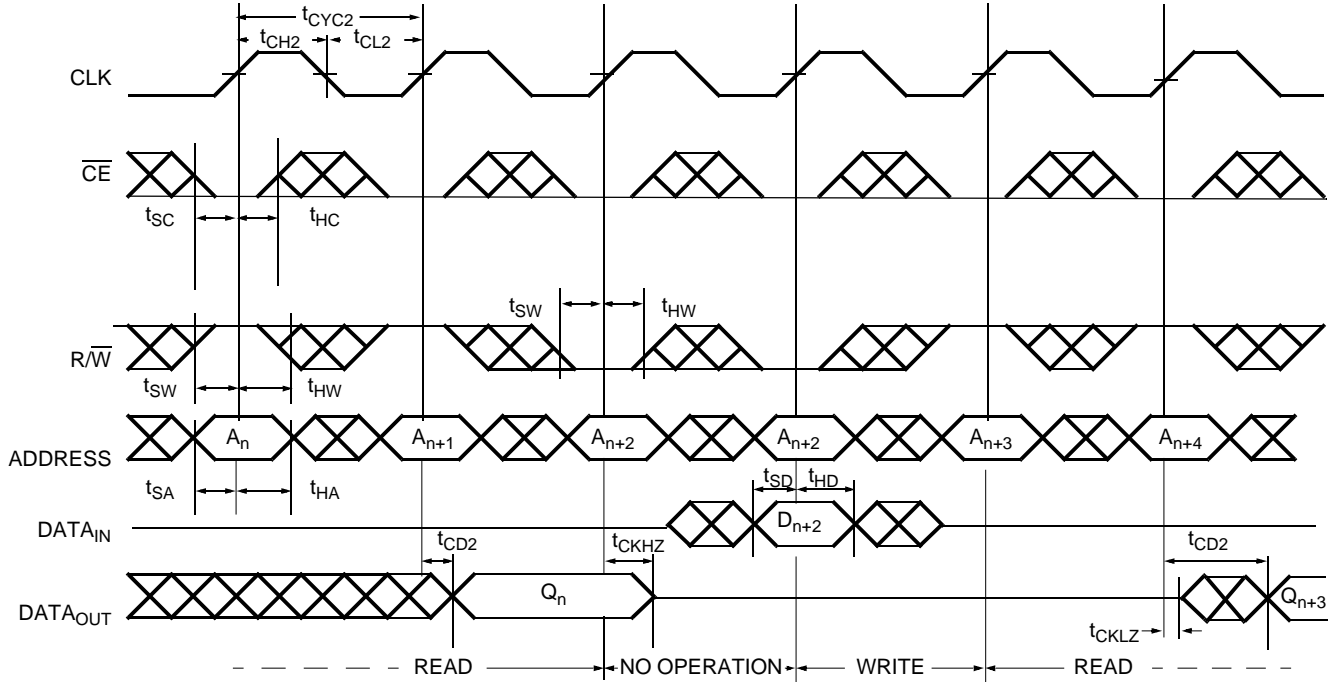 tCYC2
tCH2 tCL2
CLK
CE
tSC tHC
tSW tHW
R/W
tSW tHW
An An+1 An+2 An+2 An+3 An+4
ADDRESS
tSA tHA tSD tHD
DATAIN Dn+2
tCD2 tCKHZ tCD2
DATAOUT Qn Qn+3
tCKLZ
READ NO OPERATION WRITE READ